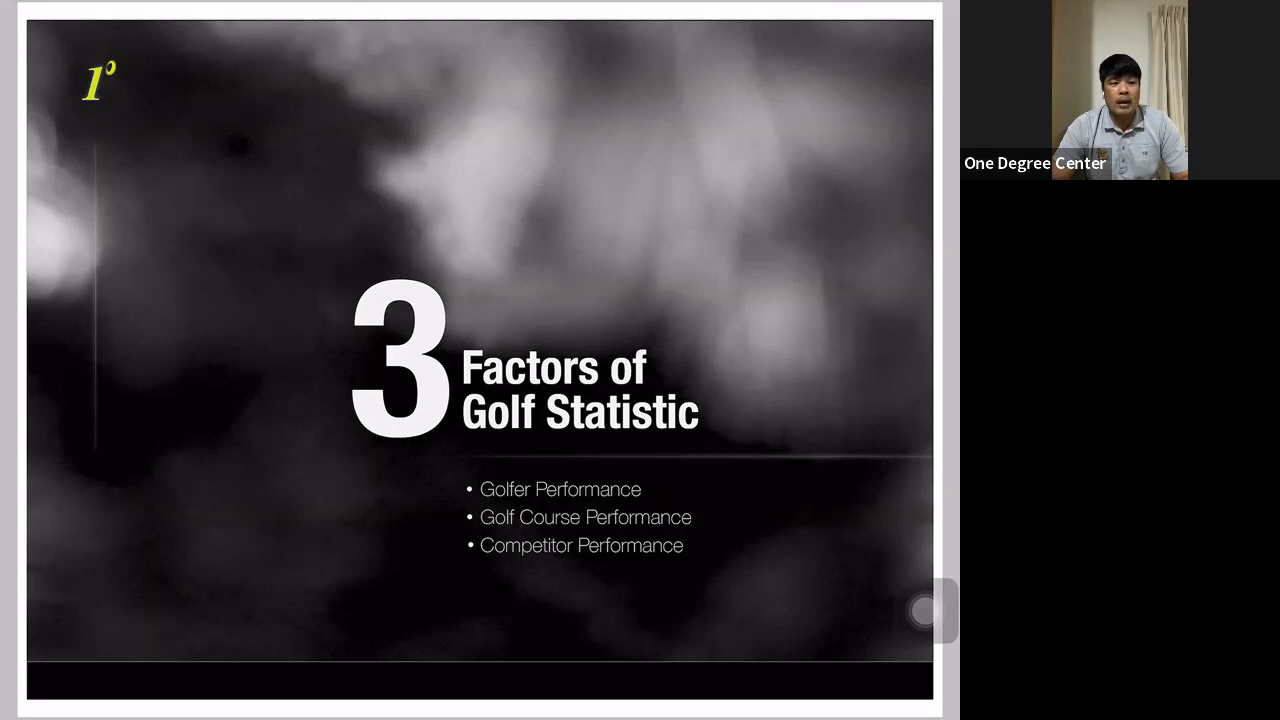 1°
3
Factors of
Golf Statistic
• Golfer Performance
• Golf Course Performance
• Competitor Performance
One Degree Center